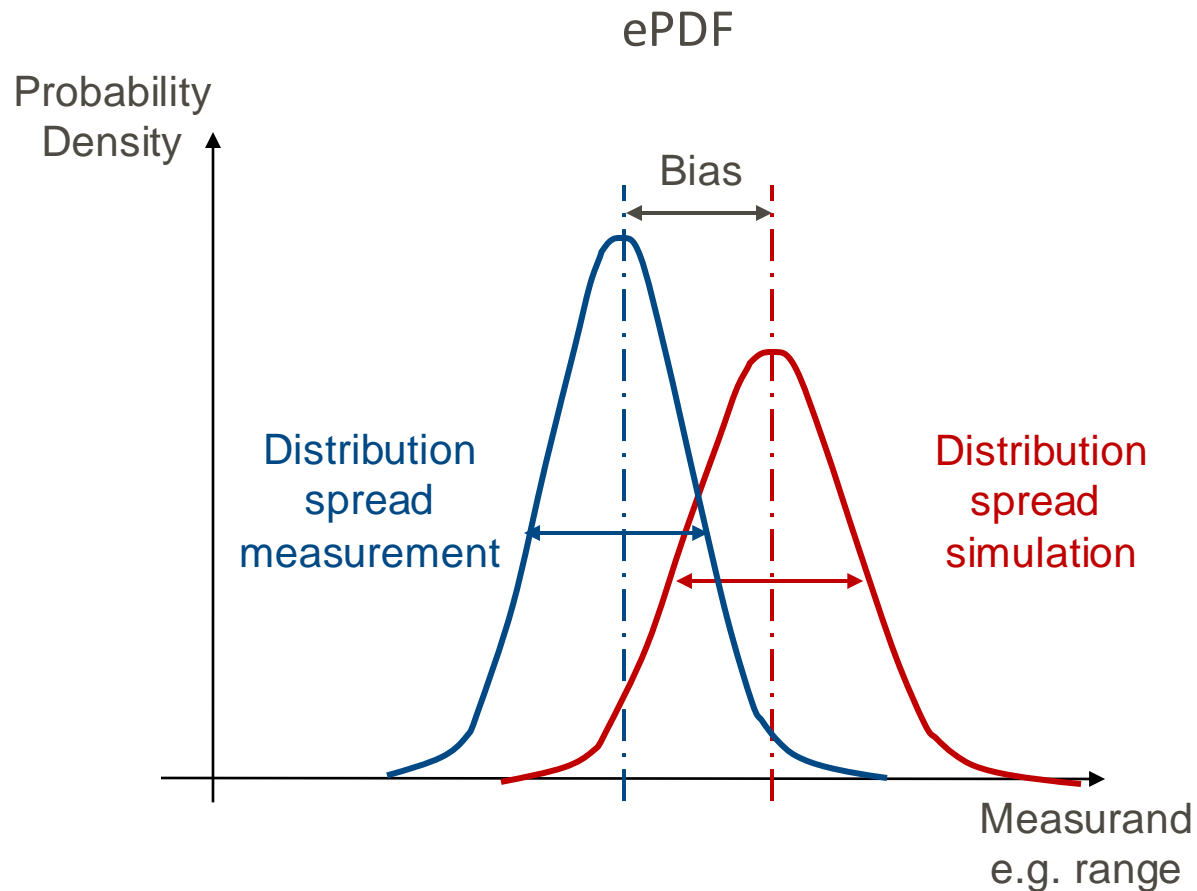 ePDF
Probability
Density
Bias
Distribution
spread
measurement
Distribution
spread
simulation
Measurand
e.g. range